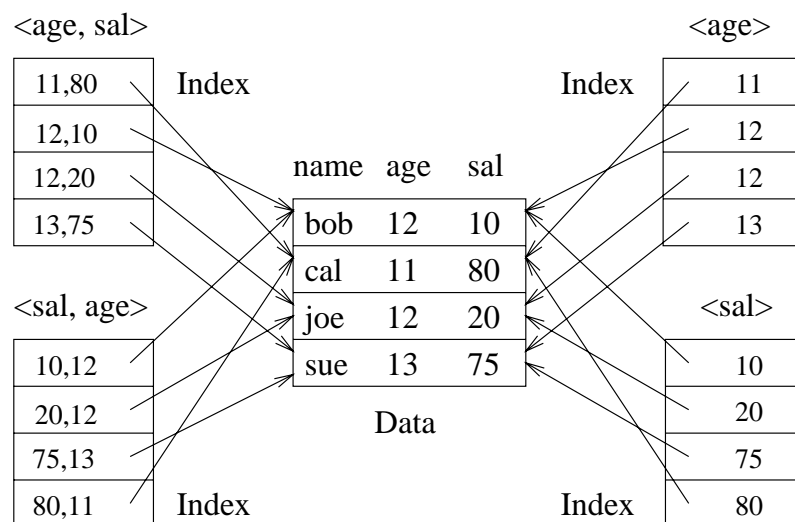 <age, sal>
11,80
12,10
12,20
13,75
Index
<sal, age>
10,12
20,12
75,13
80,11
Index
name age sal
bob 12 10
cal 11 80
joe 12 20
sue 13 75
Data
<age>
Index
11
12
12
13
<sal>
10
20
75
80
Index